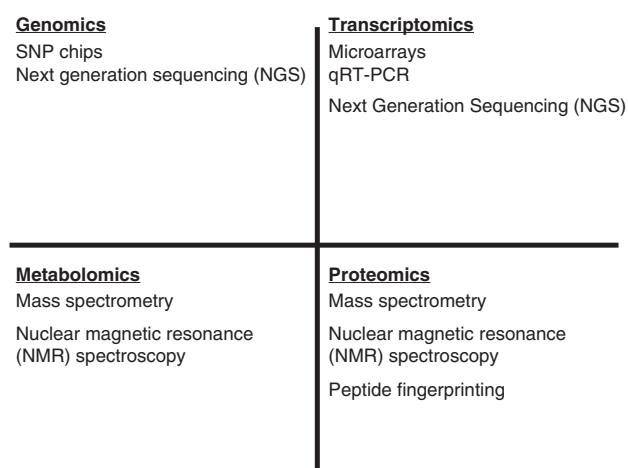 Genomics
SNP chips
Next generation sequencing (NGS)
Transcriptomics
Microarrays
qRT-PCR
Next Generation Sequencing (NGS)
Metabolomics
Mass spectrometry
Nuclear magnetic resonance
(NMR) spectroscopy
Proteomics
Mass spectrometry
Nuclear magnetic resonance
(NMR) spectroscopy
Peptide fingerprinting